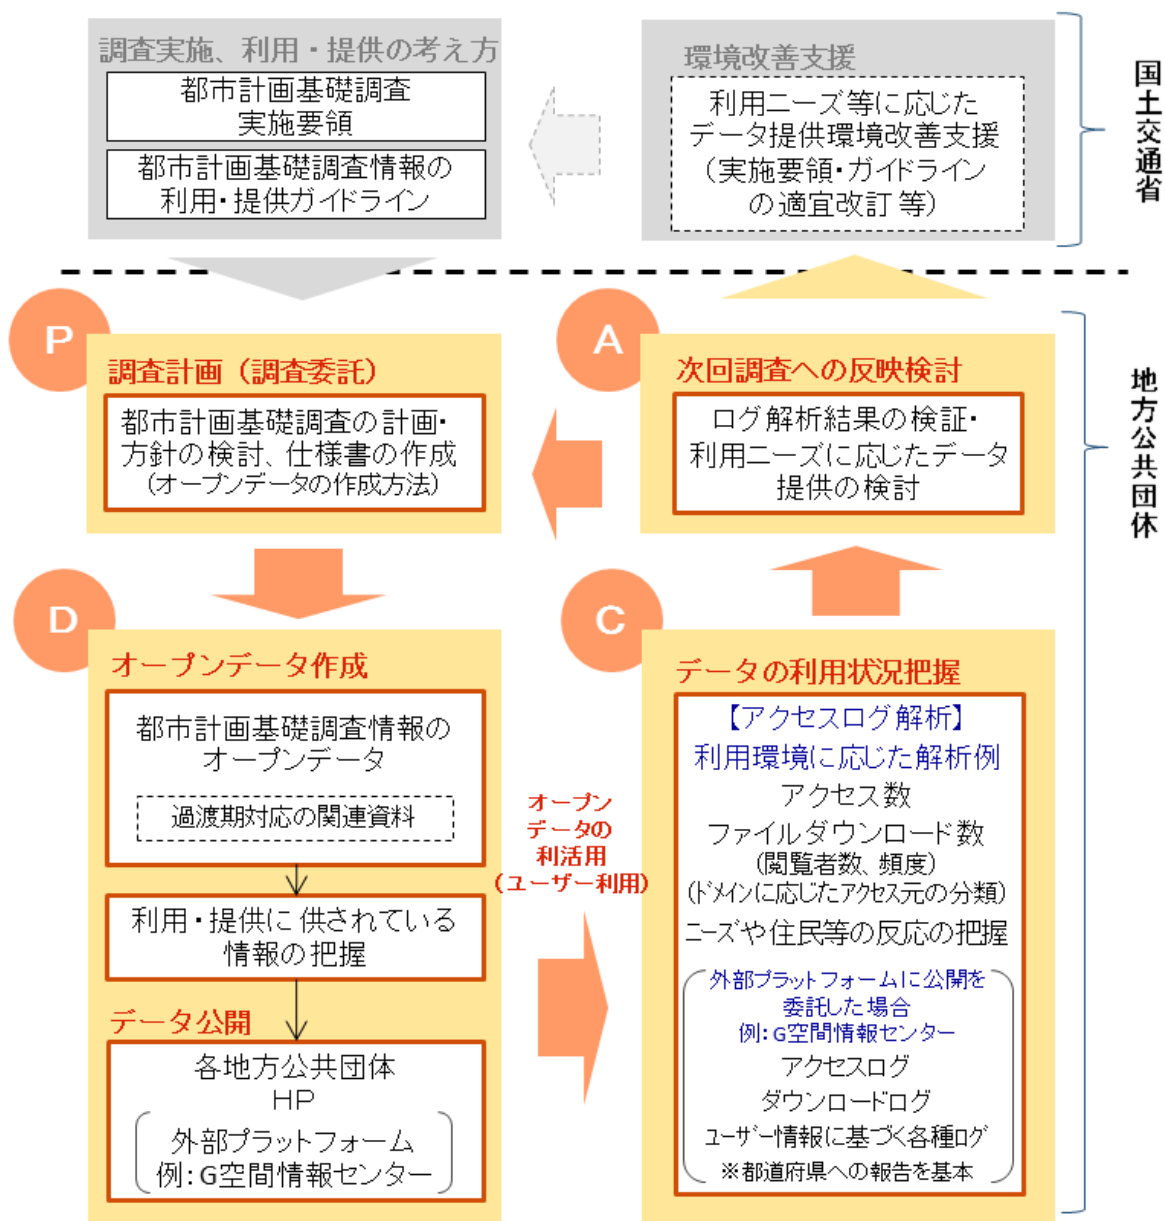 調査実施、利用・提供の考え方
都市計画基礎調査
実施要領
都市計画基礎調査情報の
利用・提供ガイドライン
環境改善支援
利用ニーズ等に応じた
データ提供環境改善支援
（実施要領・ガイドライン
の適宜改訂 等）
国土交通省
P
調査計画（調査委託）
都市計画基礎調査の計画・
方針の検討、仕様書の作成
（オープンデータの作成方法）
A
次回調査への反映検討
ログ解析結果の検証・
利用ニーズに応じたデータ
提供の検討
地方公共団体
D
オープンデータ作成
都市計画基礎調査情報の
オープンデータ
過渡期対応の関連資料
利用・提供に供されている
情報の把握
データ公開
各地方公共団体
HP
外部プラットフォーム
例：G空間情報センター
オープン
データの
利活用
（ユーザー利用）
C
データの利用状況把握
【アクセスログ解析】
利用環境に応じた解析例
アクセス数
ファイルダウンロード数
（閲覧者数、頻度）
（ドメインに応じたアクセス元の分類）
ニーズや住民等の反応の把握
外部プラットフォームに公開を
委託した場合
例：G空間情報センター
アクセスログ
ダウンロードログ
ユーザー情報に基づく各種ログ
※都道府県への報告を基本